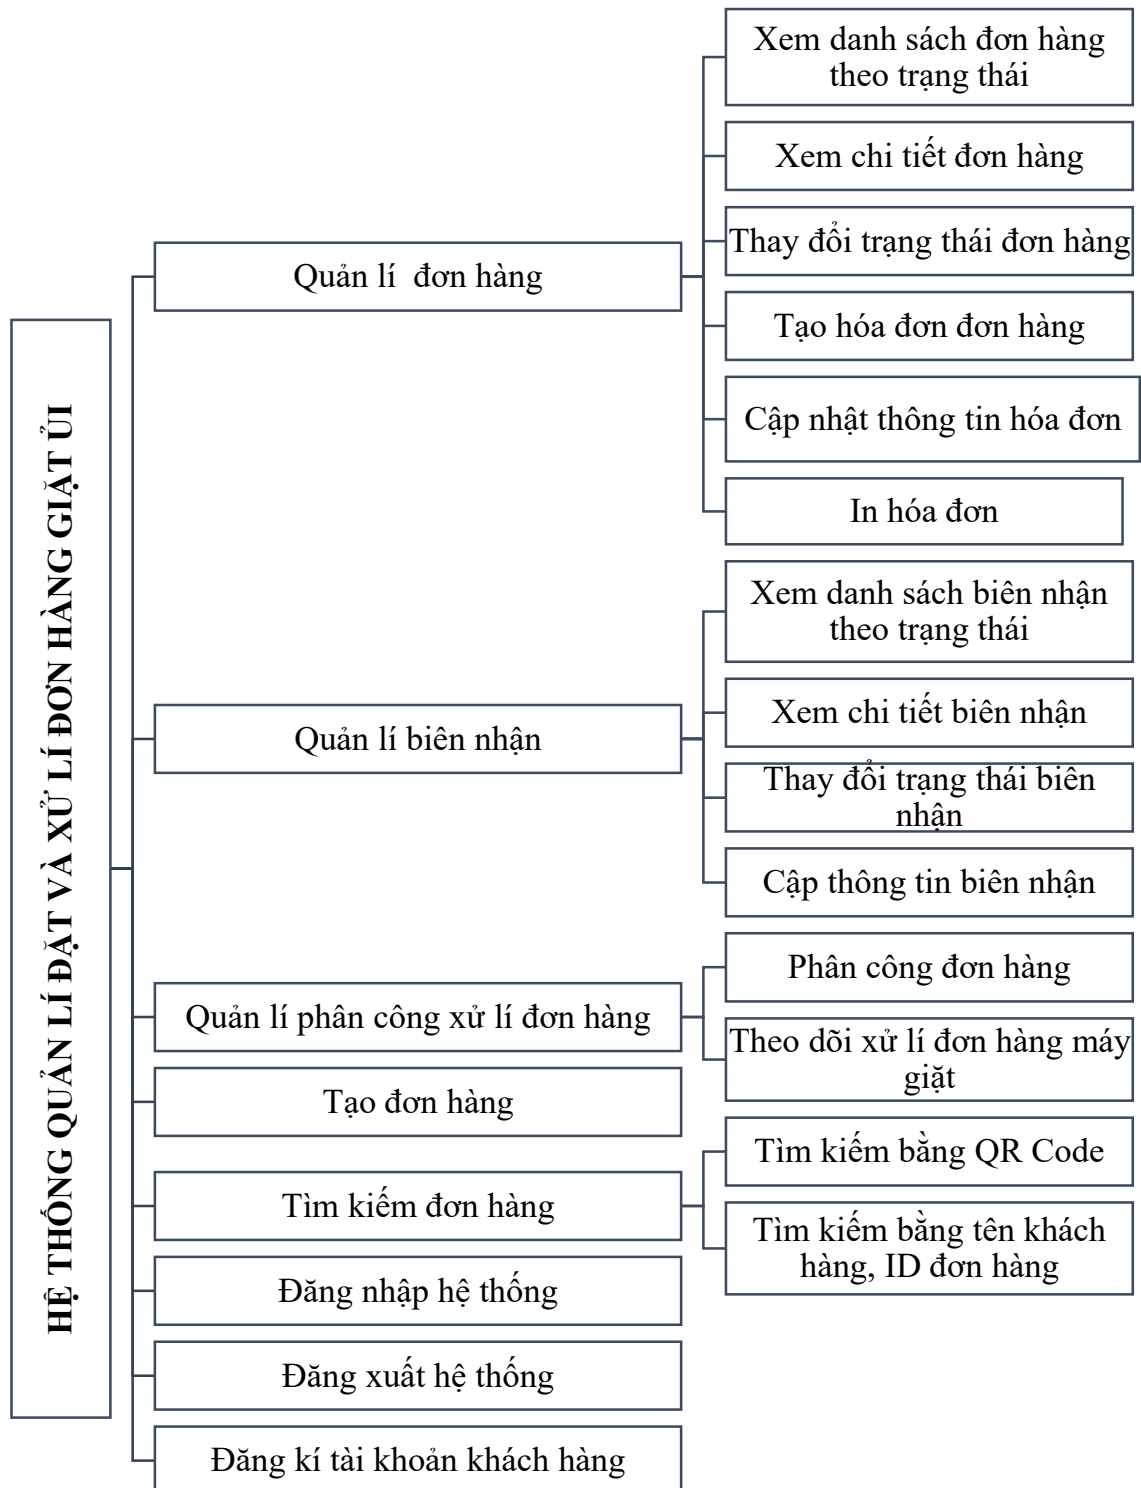 HỆ THỐNG QUẢN LÍ ĐẶT VÀ XỬ LÍ ĐƠN HÀNG GIẶT ỦI
Quản lí  đơn hàng
Xem danh sách đơn hàng
theo trạng thái
Xem chi tiết đơn hàng
Thay đổi trạng thái đơn hàng
Tạo hóa đơn đơn hàng
Cập nhật thông tin hóa đơn
In hóa đơn
Quản lí biên nhận
Xem danh sách biên nhận
theo trạng thái
Xem chi tiết biên nhận
Thay đổi trạng thái biên
nhận
Cập thông tin biên nhận
Quản lí phân công xử lí đơn hàng
Phân công đơn hàng
Theo dõi xử lí đơn hàng máy
giặt
Tạo đơn hàng
Tìm kiếm đơn hàng
Tìm kiếm bằng QR Code
Tìm kiếm bằng tên khách
hàng, ID đơn hàng
Đăng nhập hệ thống
Đăng xuất hệ thống
Đăng kí tài khoản khách hàng